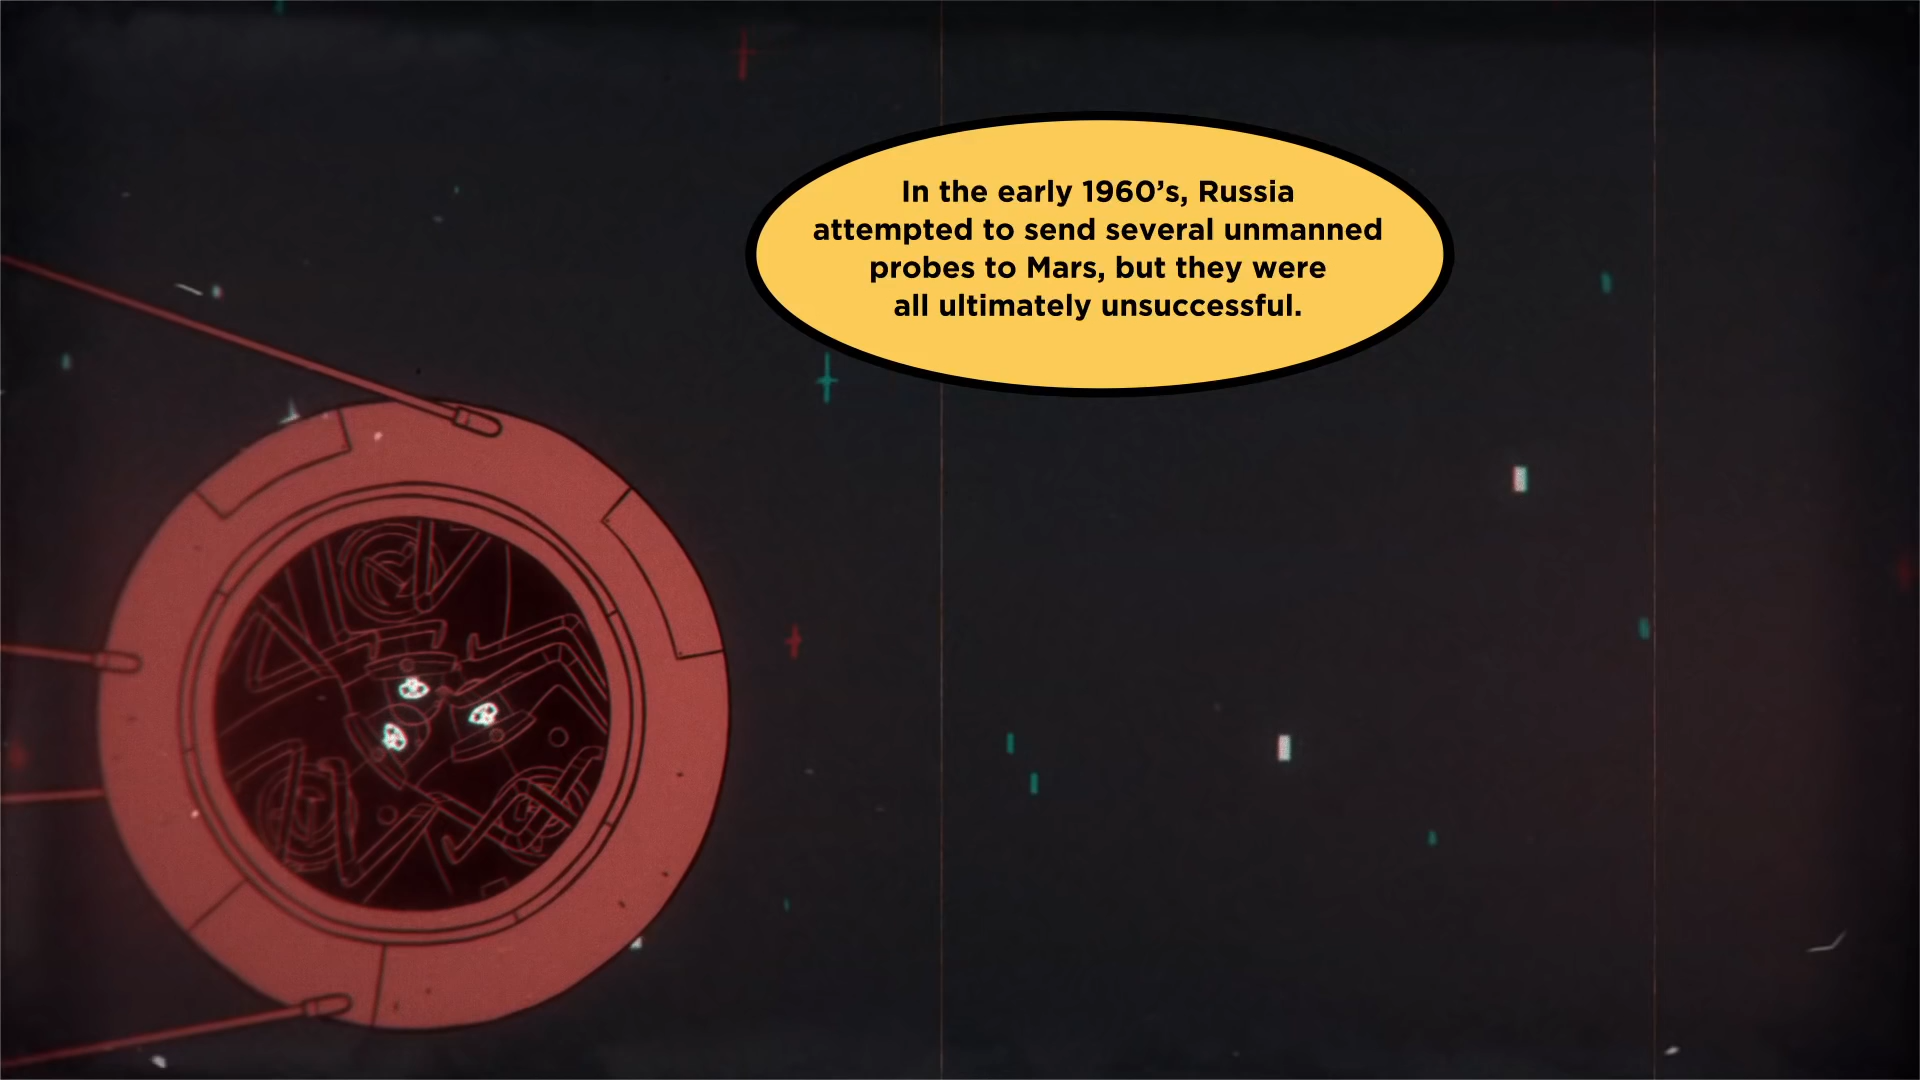 In the early 1960’s, Russia
attempted to send several unmanned
probes to Mars, but they were
all ultimately unsuccessful.